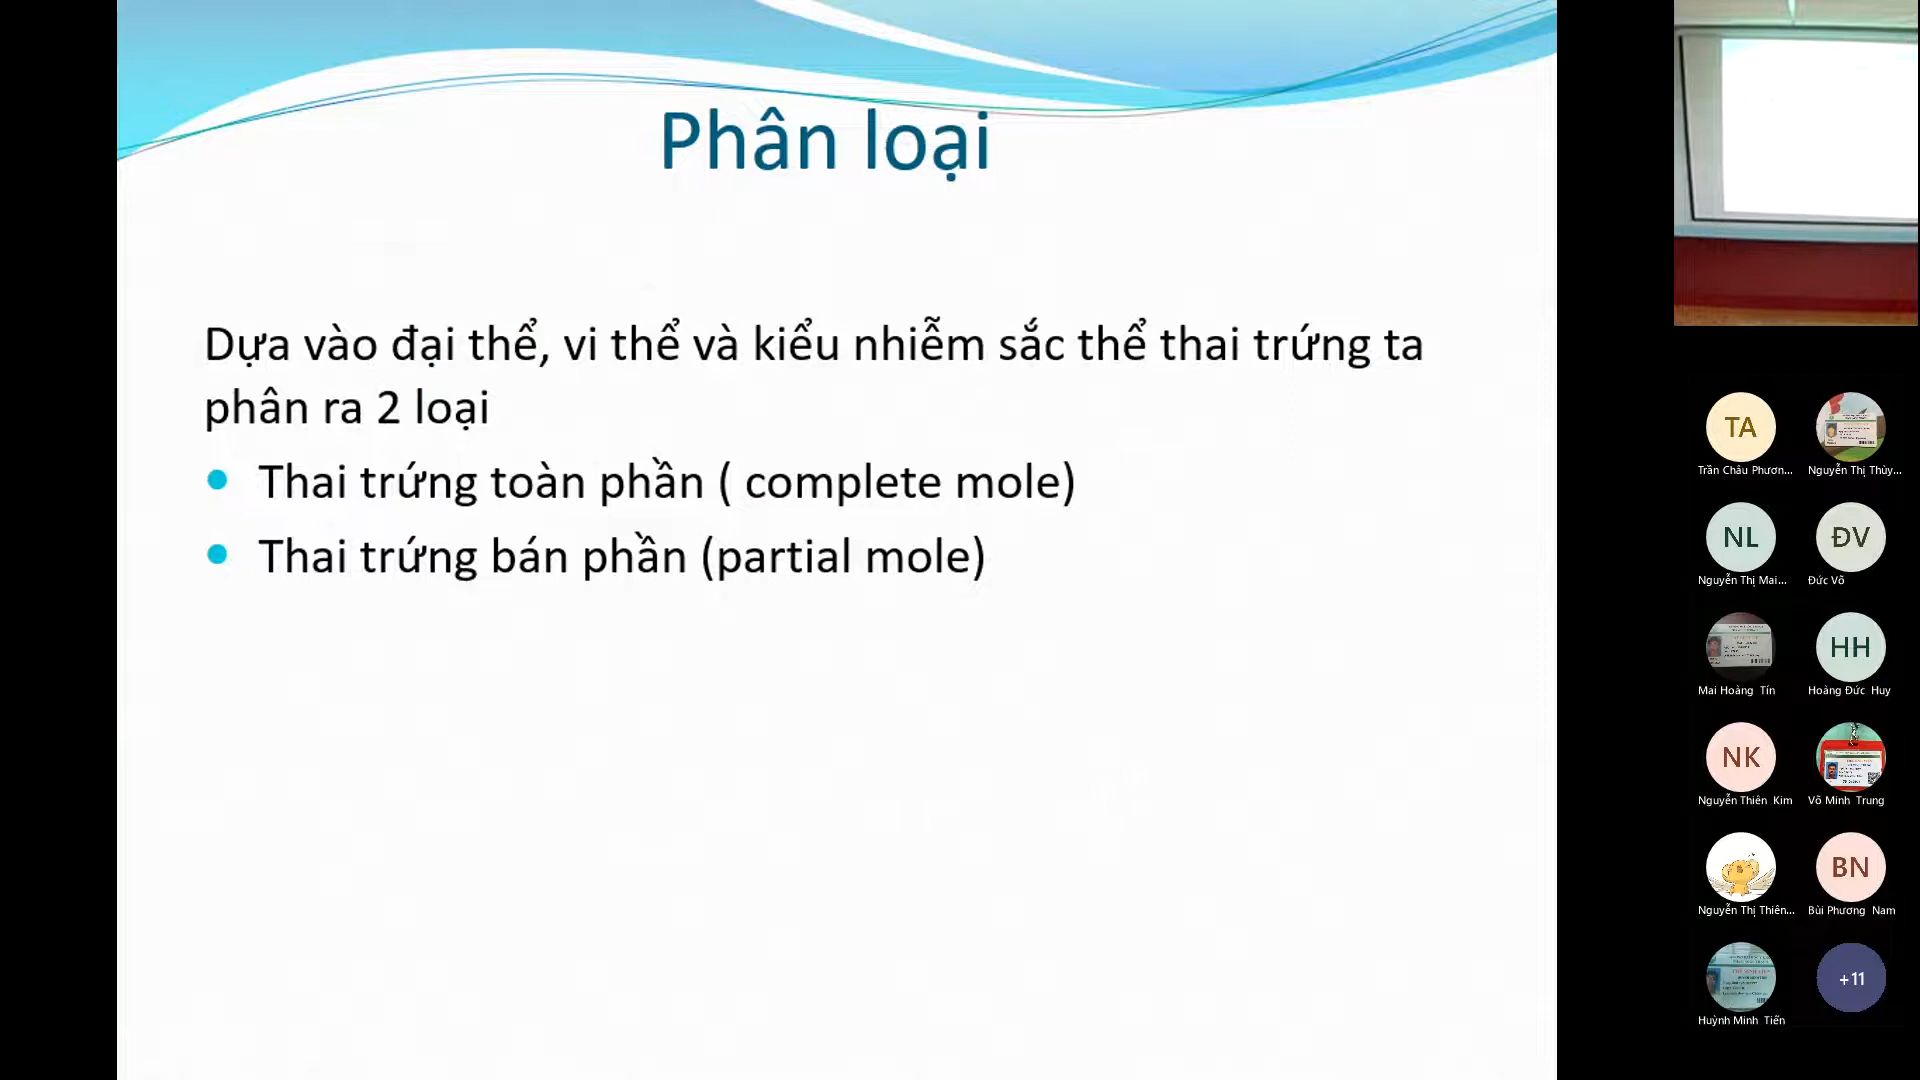 Phân loại
Dựa vào đại thể, vi thể và kiểu nhiễm sắc thể thai trứng ta
phân ra 2 loại
Thai trứng toàn phần ( complete mole)
Thai trứng bán phần (partial mole)
TA
Trần Châu Phươn...
Nguyễn Thị Thùy...
NL
ĐV
Nguyễn Thị Mai...
Đức Võ
HH
Mai Hoàng Tín
Hoàng Đức Huy
NK
Nguyễn Thiên Kim
Võ Minh Trung
BN
Nguyễn Thị Thiên...
Bùi Phương Nam
+11
Huỳnh Minh Tiến